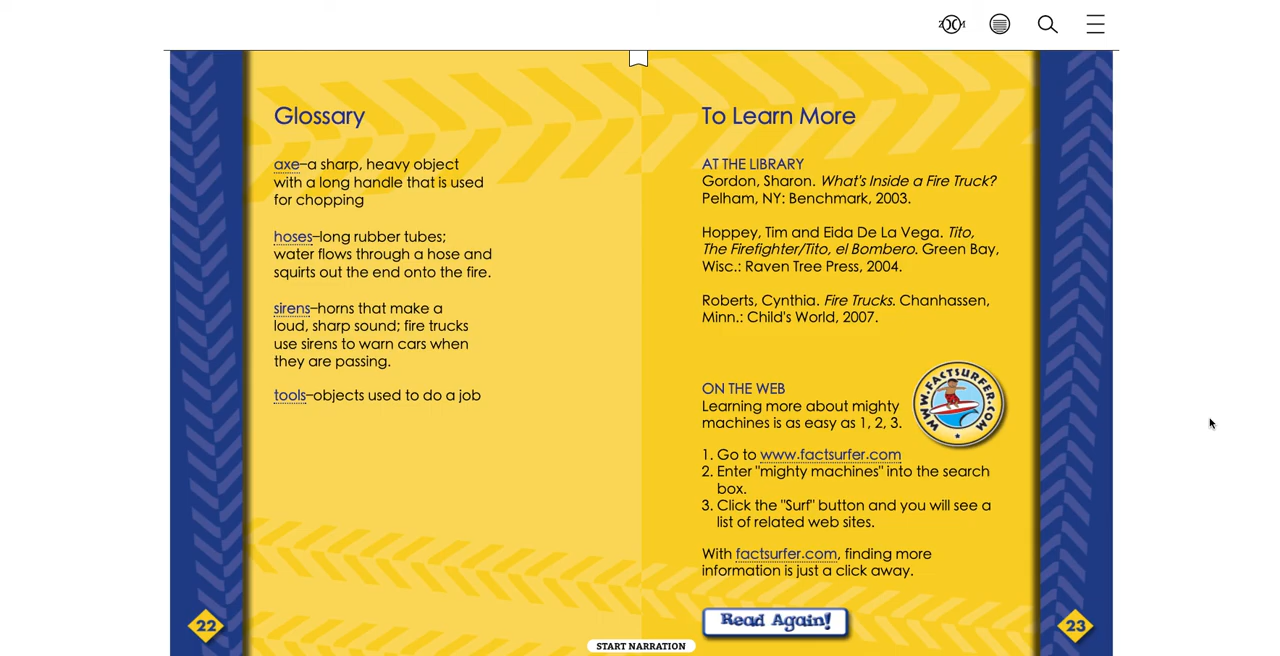 Glossary
axe–a sharp, heavy object
with a long handle that is used
for chopping
hoses–long rubber tubes;
water flows through a hose and
squirts out the end onto the fire.
sirens–horns that make a
loud, sharp sound; fire trucks
use sirens to warn cars when
they are passing.
tools–objects used to do a job
22
To Learn More
AT THE LIBRARY
Gordon, Sharon. What's Inside a Fire Truck?
Pelham, NY: Benchmark, 2003.
Hoppey, Tim and Eida De La Vega. Tito,
The Firefighter/Tito, el Bombero. Green Bay,
Wisc.: Raven Tree Press, 2004.
Roberts, Cynthia. Fire Trucks. Chanhassen,
Minn.: Child's World, 2007.
ON THE WEB
Learning more about mighty
machines is as easy as 1, 2, 3.
WWW.FACTSURFER.COM
1. Go to www.factsurfer.com
2. Enter "mighty machines" into the search
box.
3. Click the "Surf" button and you will see a
list of related web sites.
With factsurfer.com, finding more
information is just a click away.
Read Again!
23
START NARRATION